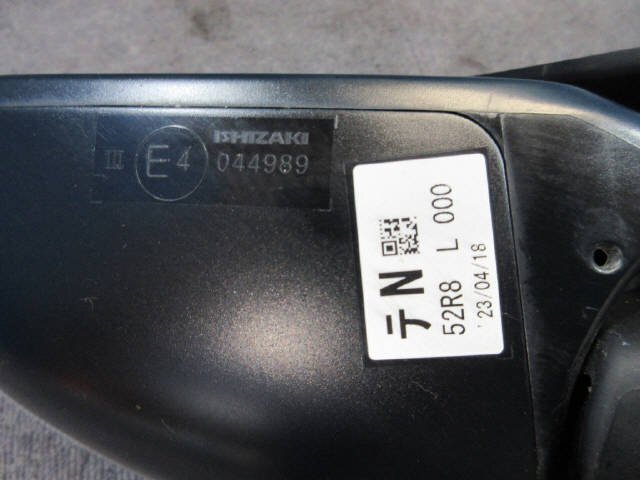 ISHIZAKI
III E4 044989
テN
52R8 L 000
'23/04/18